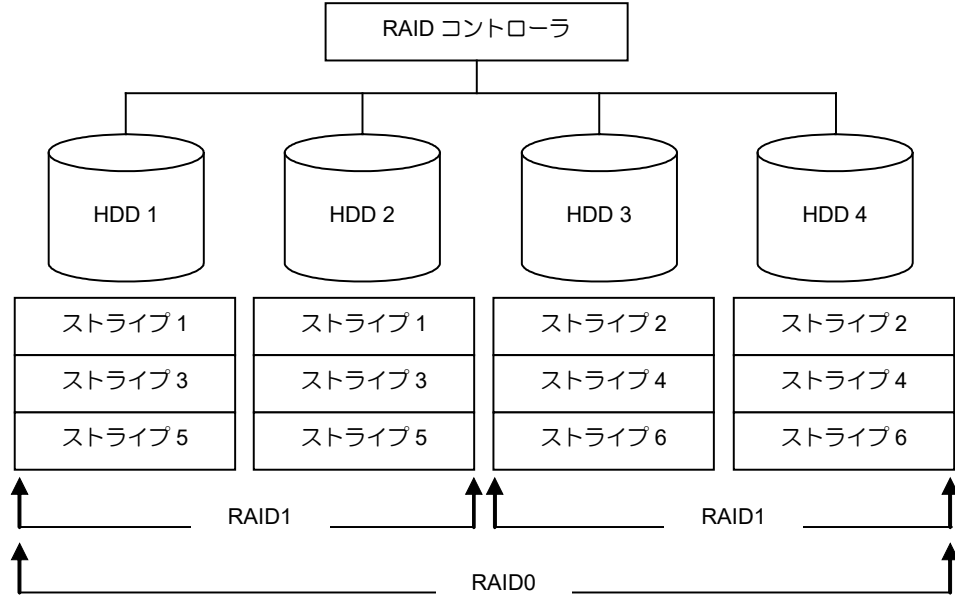 RAID コントローラ
HDD 1
HDD 2
HDD 3
HDD 4
ストライプ 1
ストライプ 1
ストライプ 2
ストライプ 2
ストライプ 3
ストライプ 3
ストライプ 4
ストライプ 4
ストライプ 5
ストライプ 5
ストライプ 6
ストライプ 6
RAID1
RAID1
RAID0